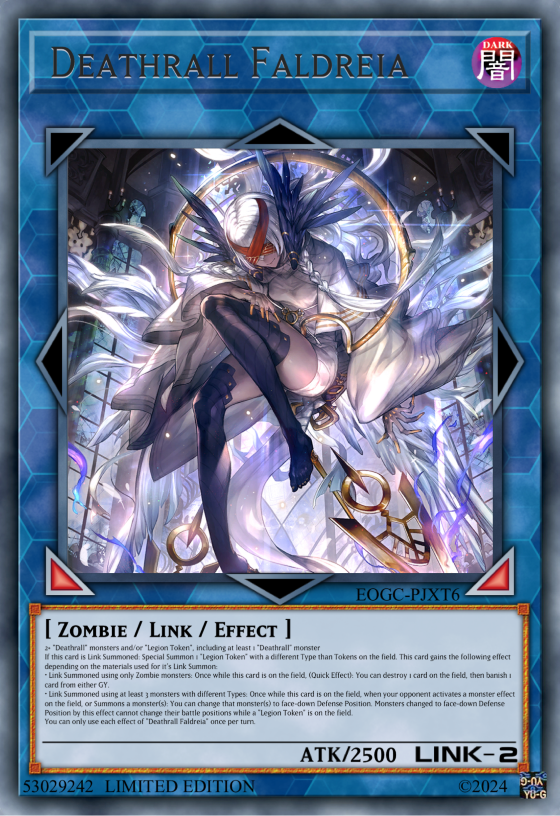 Deathrall Faldreia
DARK
闇
EOGC-PJXT6
[ Zombie / Link / Effect ]
2+ "Deathrall" monsters and/or "Legion Token", including at least 1 "Deathrall" monster
If this card is Link Summoned: Special Summon 1 "Legion Token" with a different Type than Tokens on the field. This card gains the following effect
depending on the materials used for it's Link Summon:
• Link Summoned using only Zombie monsters: Once while this is on the field, (Quick Effect): You can destroy 1 card on the field, then banish 1
card from either GY.
• Link Summoned using at least 3 monsters with different Types: Once while this card is on the field, when your opponent activates a monster effect
on the field, or Summons a monster(s): You can change that monster(s) to face-down Defense Position. Monsters changed to face-down Defense
Position by this effect cannot change their battle positions while a "Legion Token" is on the field.
You can only use each effect of "Deathrall Faldreia" once per turn.
ATK/2500 LINK-2
53029242 LIMITED EDITION ©2024
YU-G
YU-G